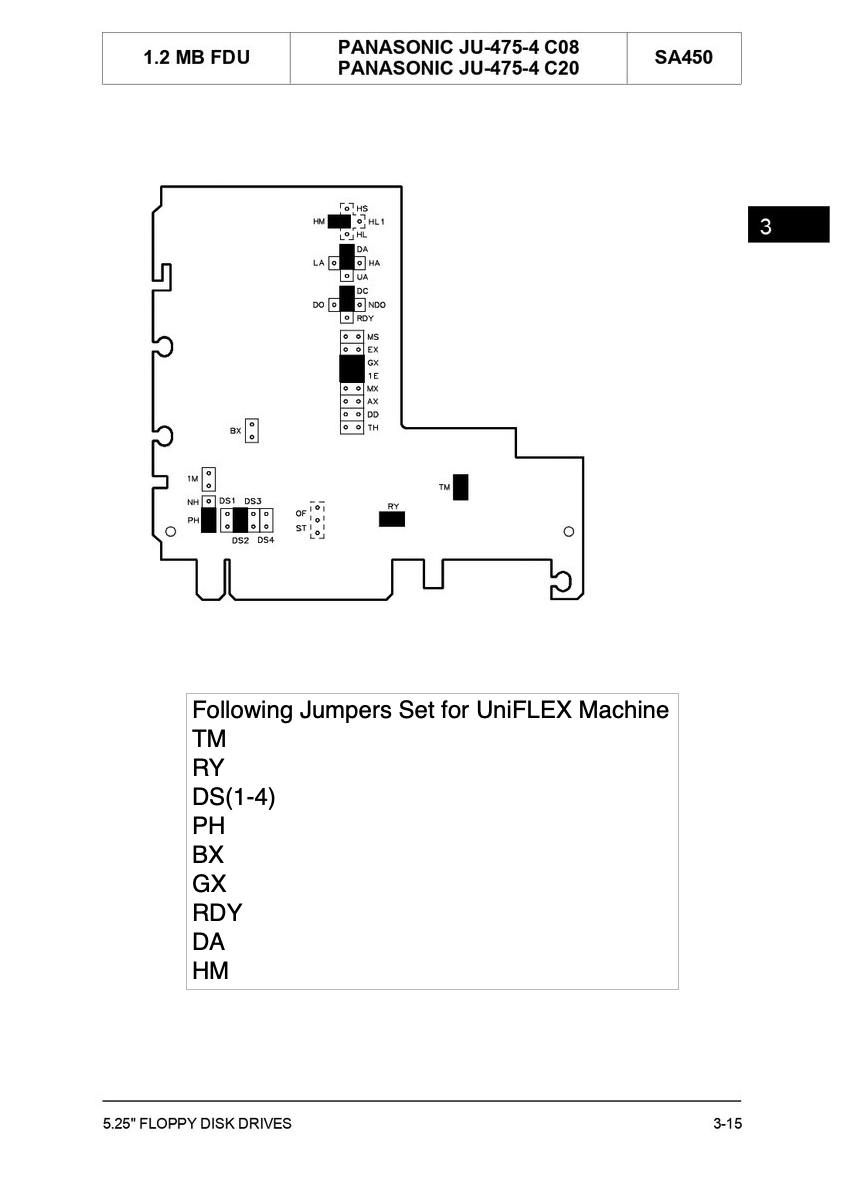 1.2 MB FDU
PANASONIC JU-475-4 C08
PANASONIC JU-475-4 C20
SA450
3
HS
HM
HL1
HL
DA
LA
HA
UA
DC
DO
NDO
RDY
MS
EX
GX
1E
MX
AX
DD
TH
BX
1M
TM
NH
DS1
DS3
PH
DS2
DS4
OF
ST
RY
Following Jumpers Set for UniFLEX Machine
TM
RY
DS(1-4)
PH
BX
GX
RDY
DA
HM
5.25" FLOPPY DISK DRIVES
3-15